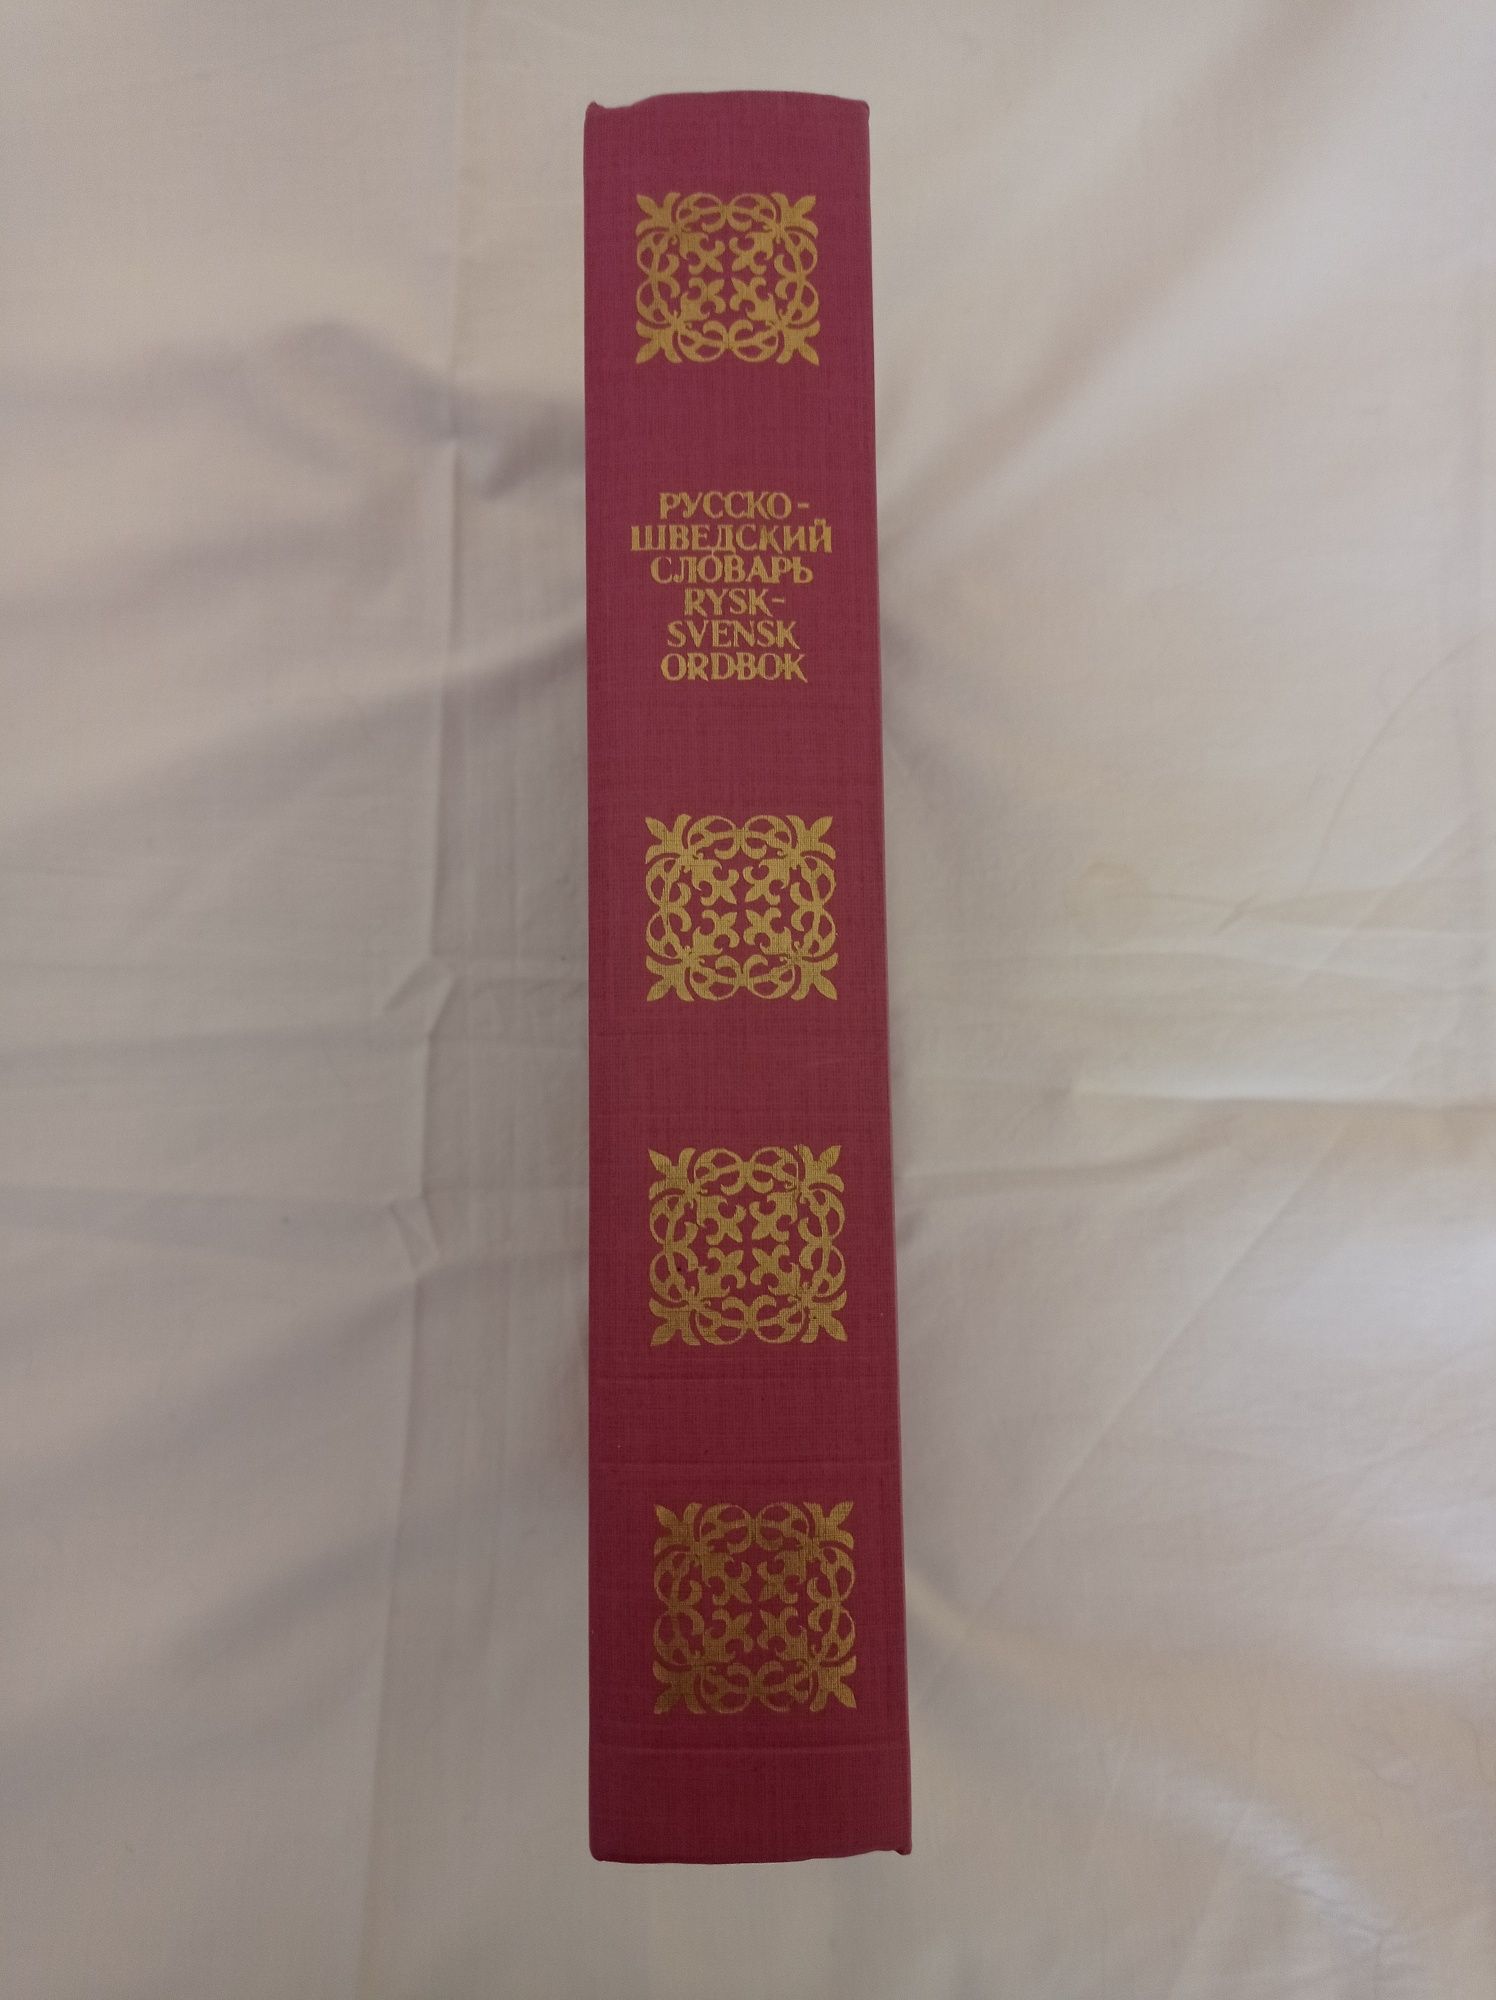 РУССКО-
ШВЕДСКИЙ
СЛОВАРЬ
RYSK-
SVENSK
ORDBOK